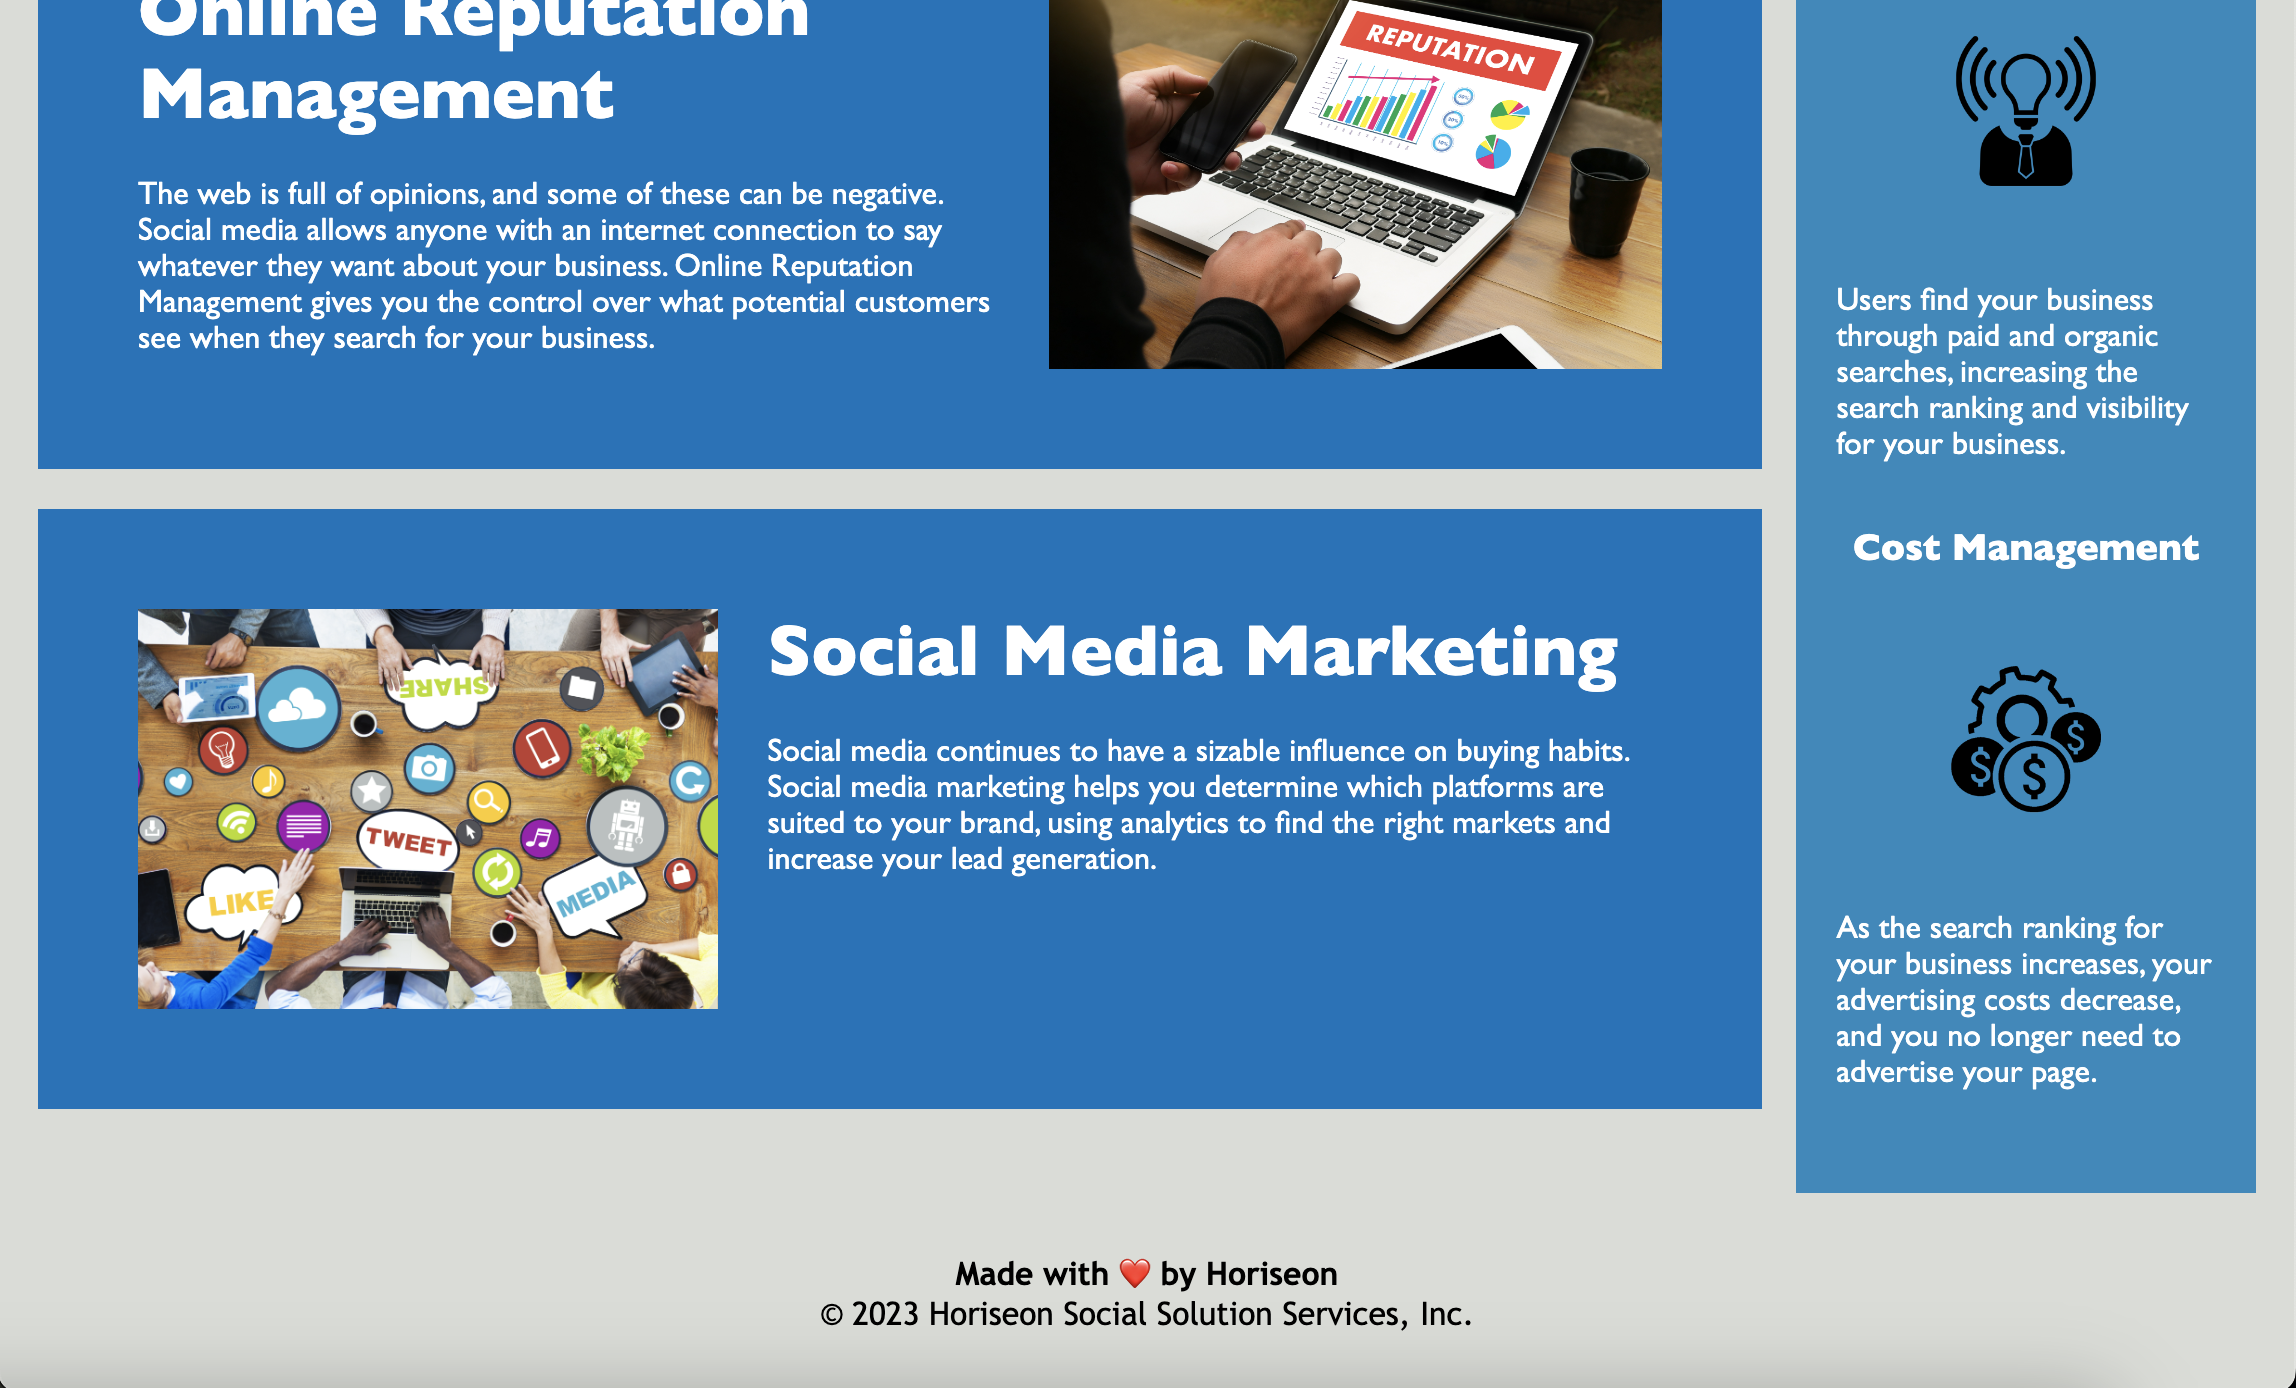 Online Reputation
Management
The web is full of opinions, and some of these can be negative.
Social media allows anyone with an internet connection to say
whatever they want about your business. Online Reputation
Management gives you the control over what potential customers
see when they search for your business.
REPUTATION
Social Media Marketing
Social media continues to have a sizable influence on buying habits.
Social media marketing helps you determine which platforms are
suited to your brand, using analytics to find the right markets and
increase your lead generation.
SHARE
TWEET
LIKE
MEDIA
Users find your business
through paid and organic
searches, increasing the
search ranking and visibility
for your business.
Cost Management
$
$
$
As the search ranking for
your business increases, your
advertising costs decrease,
and you no longer need to
advertise your page.
Made with ❤️ by Horiseon
© 2023 Horiseon Social Solution Services, Inc.